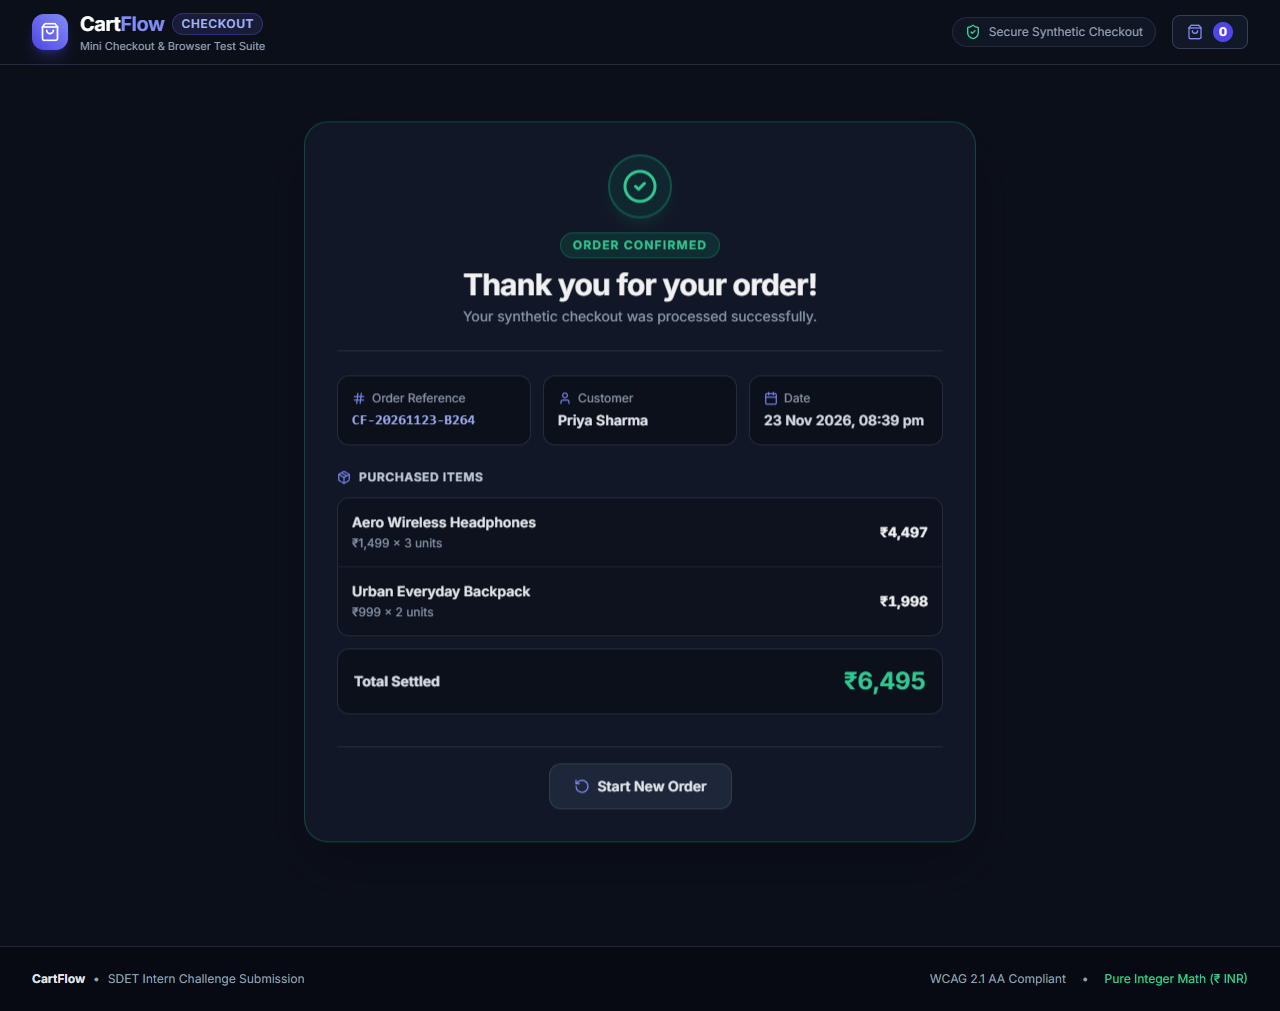 CartFlow CHECKOUT
Mini Checkout & Browser Test Suite
Secure Synthetic Checkout
0
ORDER CONFIRMED
Thank you for your order!
Your synthetic checkout was processed successfully.
Order Reference
CF-20261123-B264
Customer
Priya Sharma
Date
23 Nov 2026, 08:39 pm
PURCHASED ITEMS
Aero Wireless Headphones
₹1,499 × 3 units
₹4,497
Urban Everyday Backpack
₹999 × 2 units
₹1,998
Total Settled
₹6,495
Start New Order
CartFlow • SDET Intern Challenge Submission
WCAG 2.1 AA Compliant • Pure Integer Math (₹ INR)